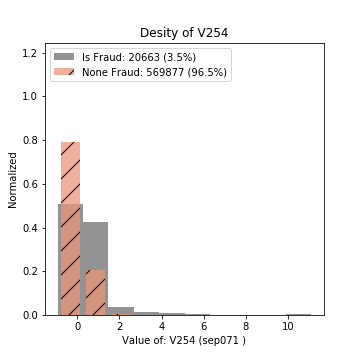 Desity of V254
Is Fraud: 20663 (3.5%)
None Fraud: 569877 (96.5%)
1.2
1.0
0.8
0.6
0.4
0.2
0.0
Normalized
0 2 4 6 8 10
Value of: V254 (sep071 )